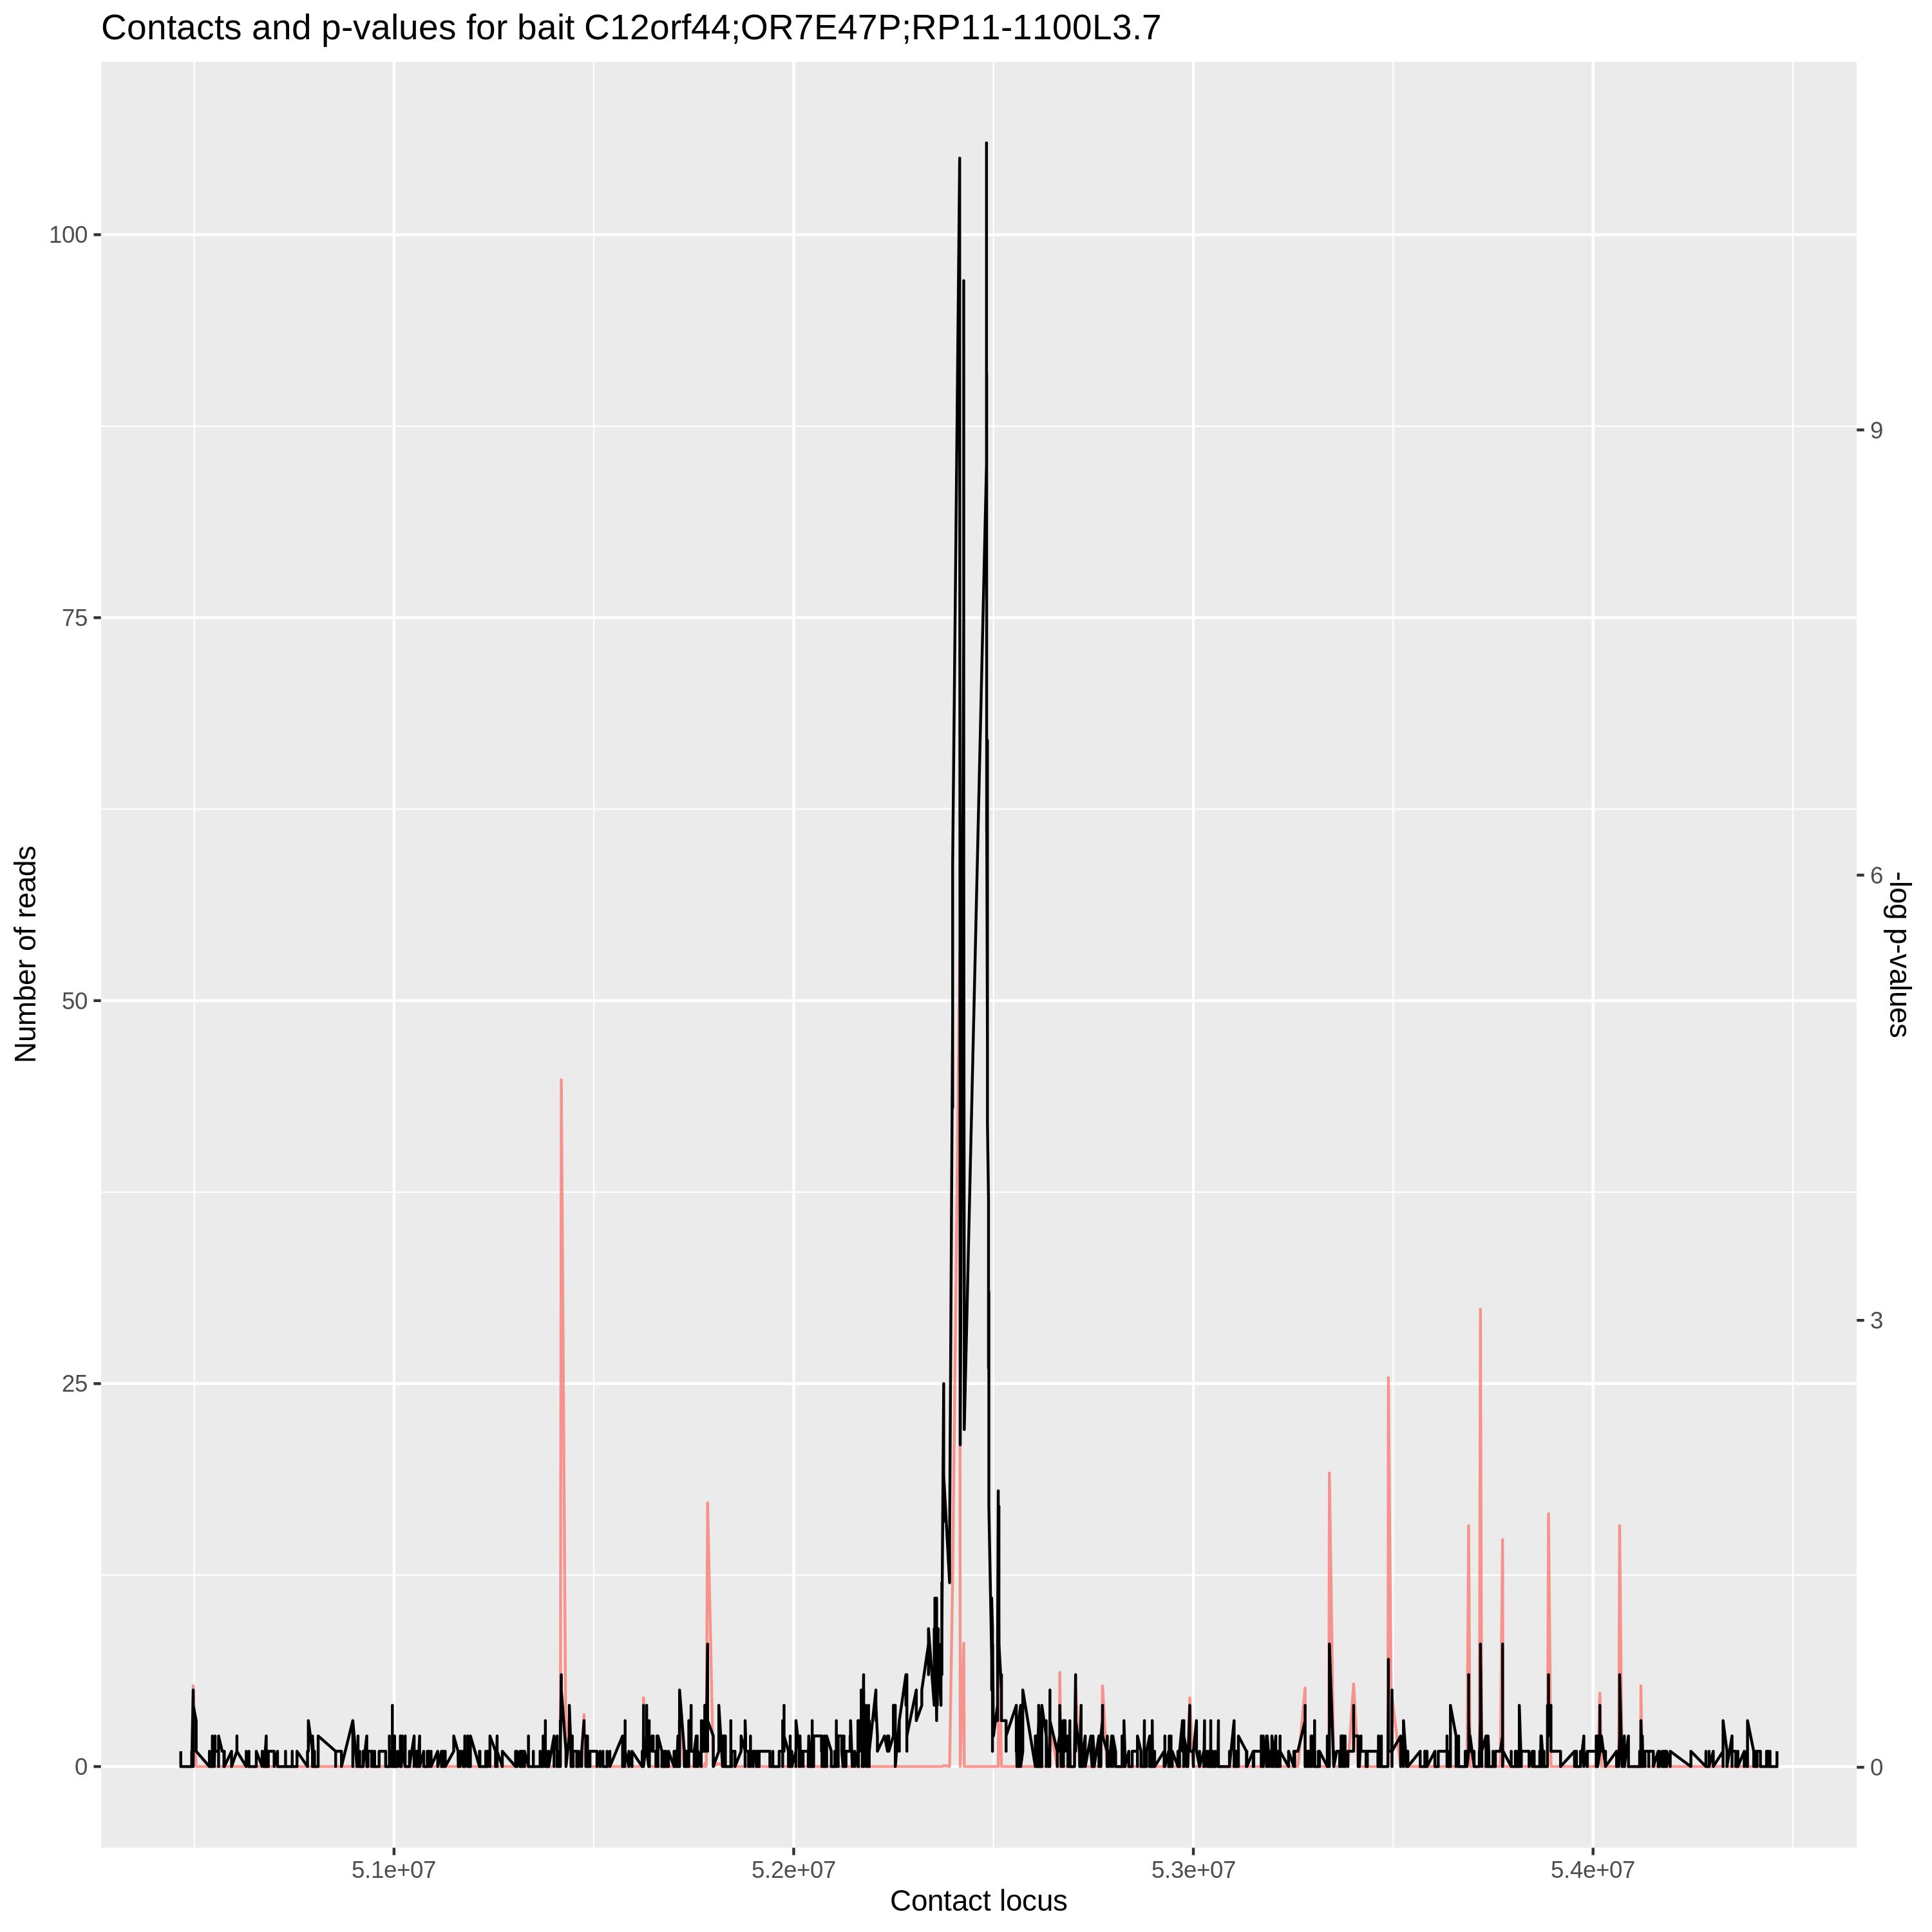 Contacts and p-values for bait C12orf44;OR7E47P;RP11-1100L3.7
100
75
50
25
0
Number of reads
9
6
3
0
-log p-values
5.1e+07
5.2e+07
5.3e+07
5.4e+07
Contact locus